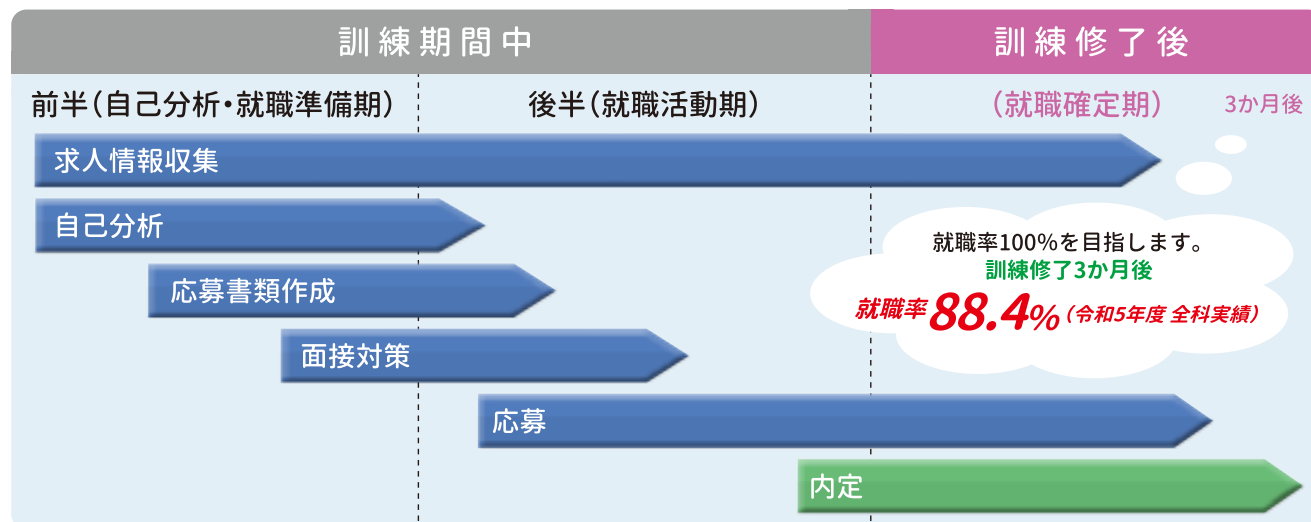 訓練期間中
訓練修了後
前半（自己分析・就職準備期）
後半（就職活動期）
（就職確定期）
3か月後
求人情報収集
自己分析
応募書類作成
面接対策
応募
内定
就職率100％を目指します。
訓練修了3か月後
就職率88.4％（令和5年度 全科実績）